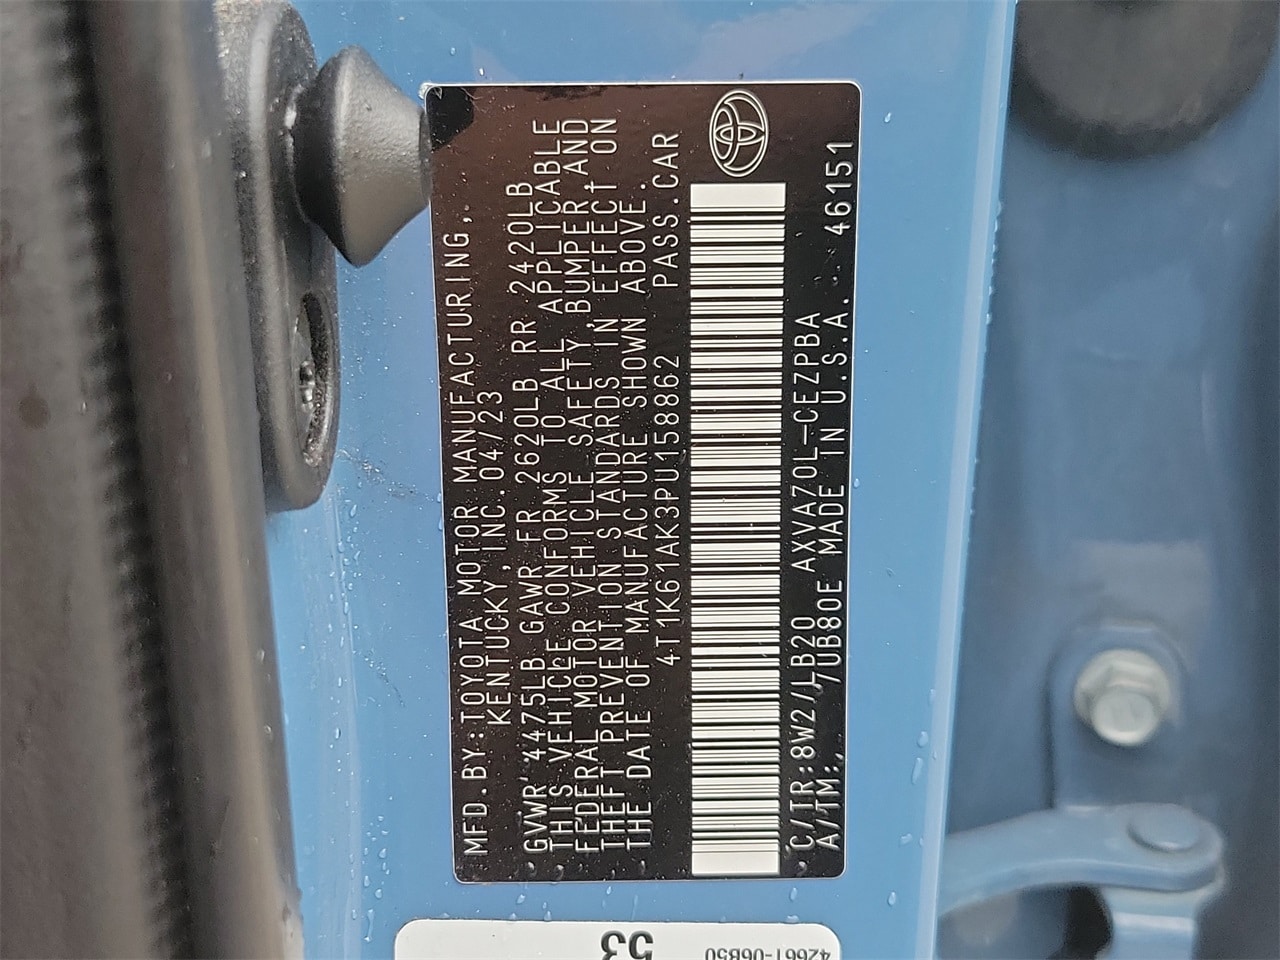 MFD.BY:TOYOTA MOTOR MANUFACTURING,
KENTUCKY,INC.04/23
GVWR 4475LB GAWR FR 2620LB RR 2420LB
THIS VEHICLE CONFORMS TO ALL APPLICABLE
FEDERAL MOTOR VEHICLE SAFETY, BUMPER, AND
THEFT PREVENTION STANDARDS IN EFFECT ON
THE DATE OF MANUFACTURE SHOWN ABOVE.
4T1K61AK3PU158862 PASS.CAR
C/TR:8W2/LB20 AXVA70L-CEZPBA
A/TM: /UB80E MADE IN U.S.A. 46151
53
42661-06B50